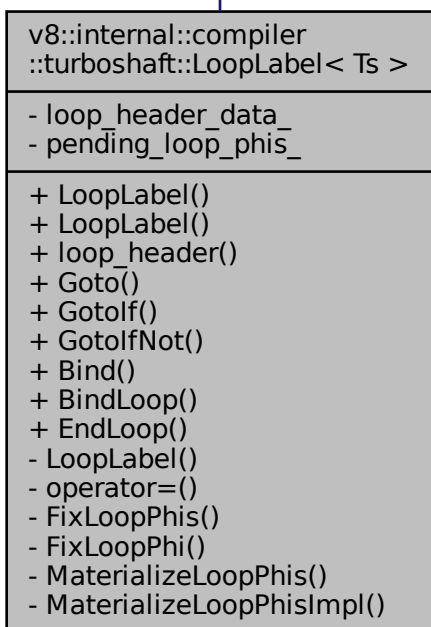 v8::internal::compiler
::turboshaft::LoopLabel< Ts >
- loop_header_data_
- pending_loop_phis_
+ LoopLabel()
+ LoopLabel()
+ loop_header()
+ Goto()
+ GotoIf()
+ GotoIfNot()
+ Bind()
+ BindLoop()
+ EndLoop()
- LoopLabel()
- operator=()
- FixLoopPhis()
- FixLoopPhi()
- MaterializeLoopPhis()
- MaterializeLoopPhisImpl()